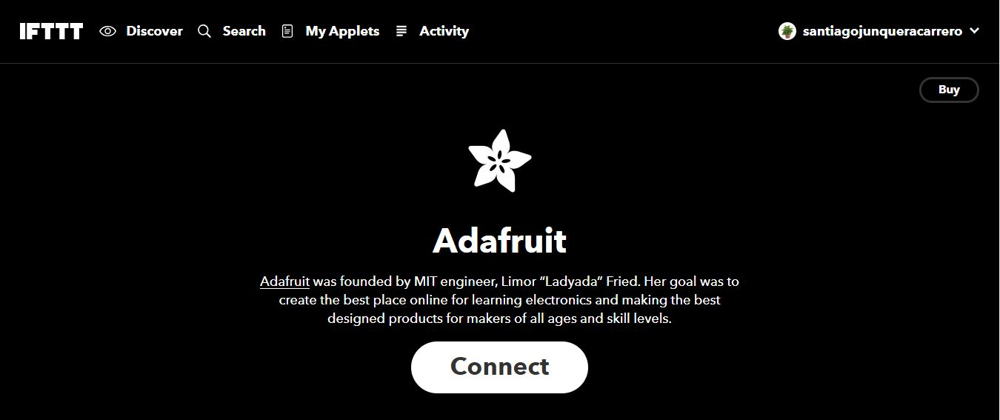 IFTTT Discover Search My Applets Activity santiagojunqueracarrero
Buy
Adafruit
Adafruit was founded by MIT engineer, Limor “Ladyada” Fried. Her goal was to
create the best place online for learning electronics and making the best
designed products for makers of all ages and skill levels.
Connect